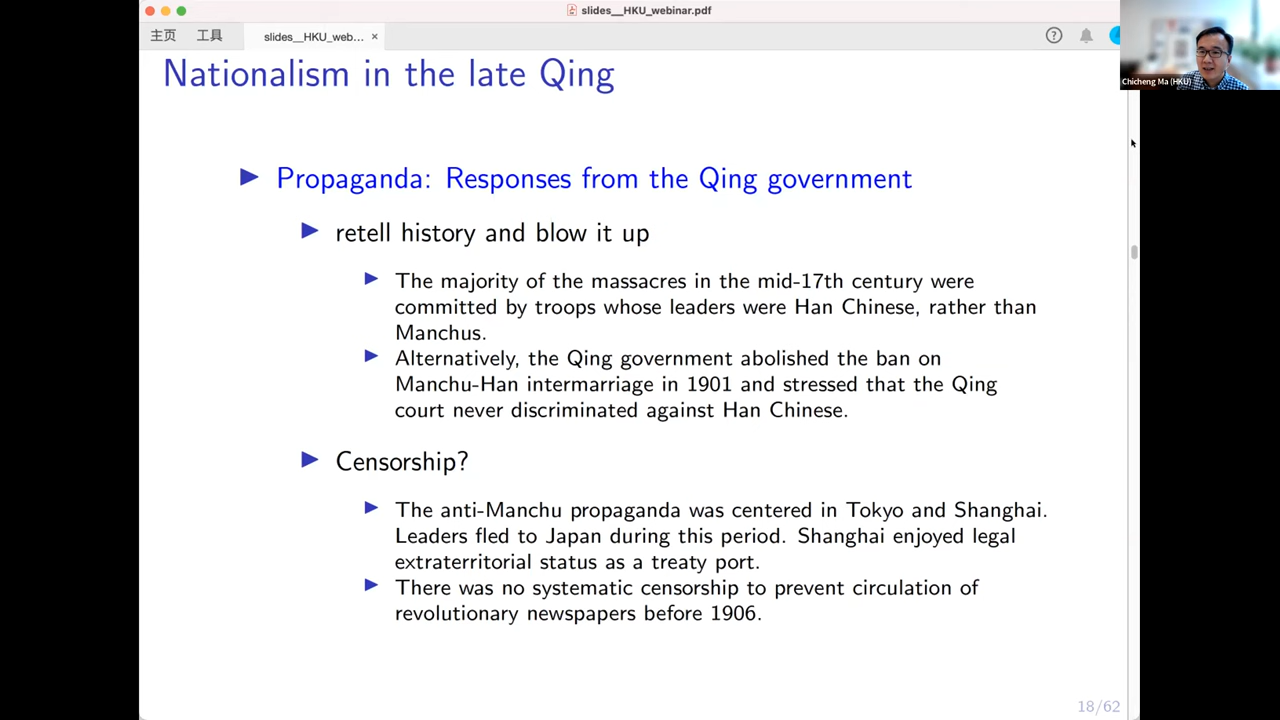 slides__HKU_webinar.pdf
主页 工具 slides__HKU_web... ×
Chicheng Ma (HKU)
Nationalism in the late Qing
Propaganda: Responses from the Qing government
retell history and blow it up
The majority of the massacres in the mid-17th century were
committed by troops whose leaders were Han Chinese, rather than
Manchus.
Alternatively, the Qing government abolished the ban on
Manchu-Han intermarriage in 1901 and stressed that the Qing
court never discriminated against Han Chinese.
Censorship?
The anti-Manchu propaganda was centered in Tokyo and Shanghai.
Leaders fled to Japan during this period. Shanghai enjoyed legal
extraterritorial status as a treaty port.
There was no systematic censorship to prevent circulation of
revolutionary newspapers before 1906.
18/62